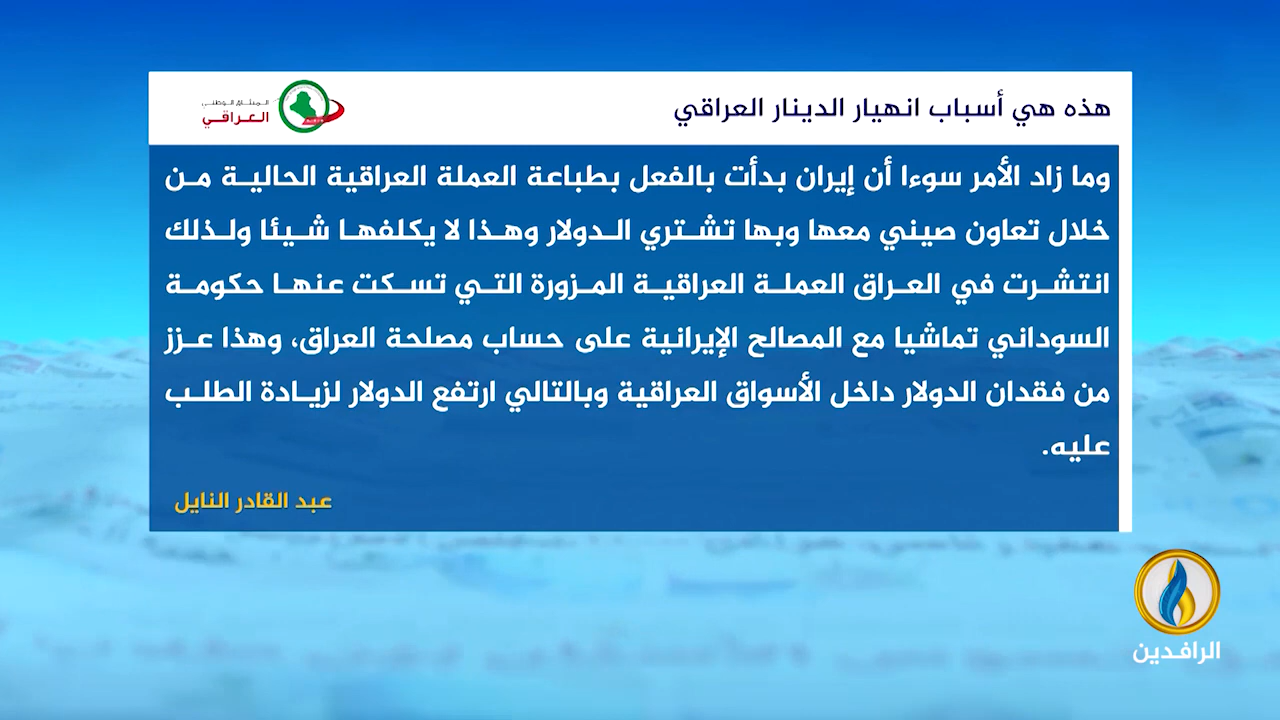 هذه هي أسباب انهيار الدينار العراقي
الميثاق الوطني
العراقي
وما زاد الأمر سوءا أن إيران بدأت بالفعل بطباعة العملة العراقية الحالية من
خلال تعاون صيني معها وبها تشتري الدولار وهذا لا يكلفها شيئا ولذلك
انتشرت في العراق العملة العراقية المزورة التي تسكت عنها حكومة
السوداني تماشيا مع المصالح الإيرانية على حساب مصلحة العراق، وهذا عزز
من فقدان الدولار داخل الأسواق العراقية وبالتالي ارتفع الدولار لزيادة الطلب
عليه.
عبد القادر النايل
الرافدين